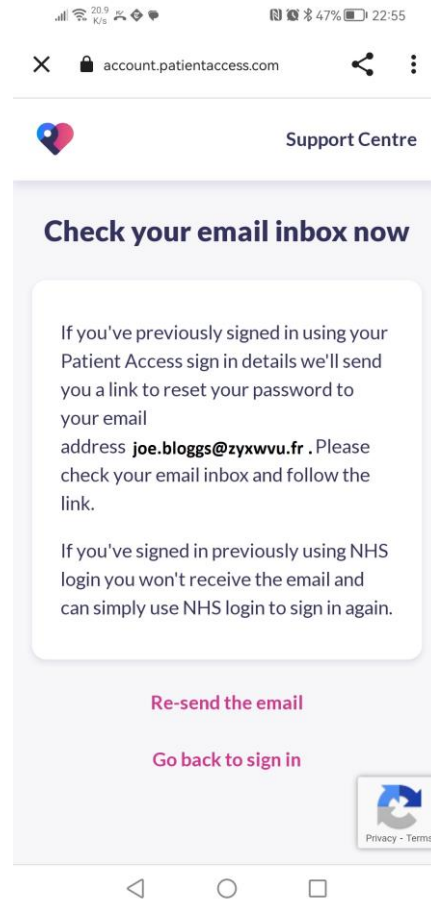 20.9 K/s 47% 22:55
account.patientaccess.com
Support Centre
Check your email inbox now
If you've previously signed in using your
Patient Access sign in details we'll send
you a link to reset your password to
your email
address joe.bloggs@zyxwvu.fr . Please
check your email inbox and follow the
link.
If you've signed in previously using NHS
login you won't receive the email and
can simply use NHS login to sign in again.
Re-send the email
Go back to sign in
Privacy - Terms